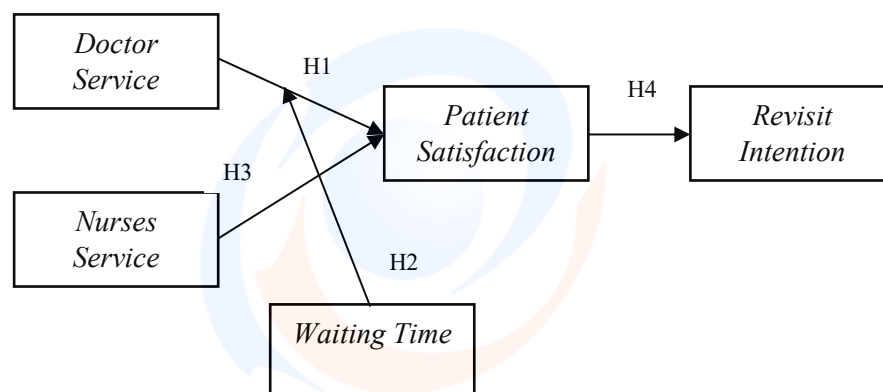 Doctor
Service
H1
H4
Patient
Satisfaction
Revisit
Intention
H3
Nurses
Service
H2
Waiting Time